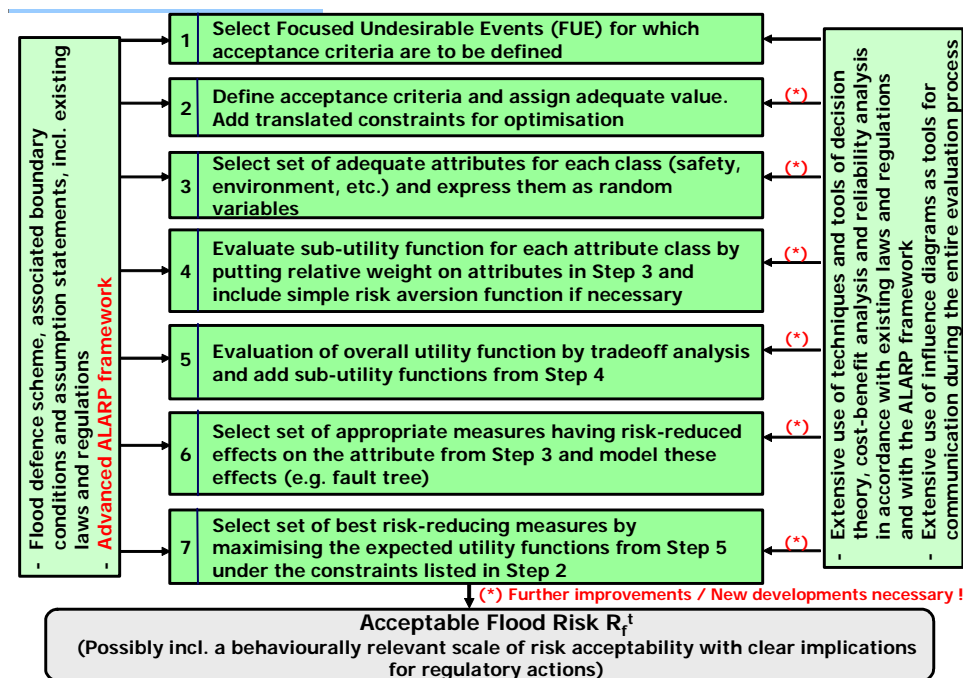 - Flood defence scheme, associated boundary
conditions and assumption statements, incl. existing
laws and regulations
- Advanced ALARP framework
1
Select Focused Undesirable Events (FUE) for which
acceptance criteria are to be defined
2
Define acceptance criteria and assign adequate value.
Add translated constraints for optimisation
(*)
3
Select set of adequate attributes for each class (safety,
environment, etc.) and express them as random
variables
(*)
4
Evaluate sub-utility function for each attribute class by
putting relative weight on attributes in Step 3 and
include simple risk aversion function if necessary
(*)
5
Evaluation of overall utility function by tradeoff analysis
and add sub-utility functions from Step 4
(*)
6
Select set of appropriate measures having risk-reduced
effects on the attribute from Step 3 and model these
effects (e.g. fault tree)
(*)
7
Select set of best risk-reducing measures by
maximising the expected utility functions from Step 5
under the constraints listed in Step 2
(*)
- Extensive use of techniques and tools of decision
theory, cost-benefit analysis and reliability analysis
in accordance with existing laws and regulations
and with the ALARP framework
- Extensive use of influence diagrams as tools for
communication during the entire evaluation process
(*) Further improvements / New developments necessary !
Acceptable Flood Risk R_f^t
(Possibly incl. a behaviourally relevant scale of risk acceptability with clear implications
for regulatory actions)